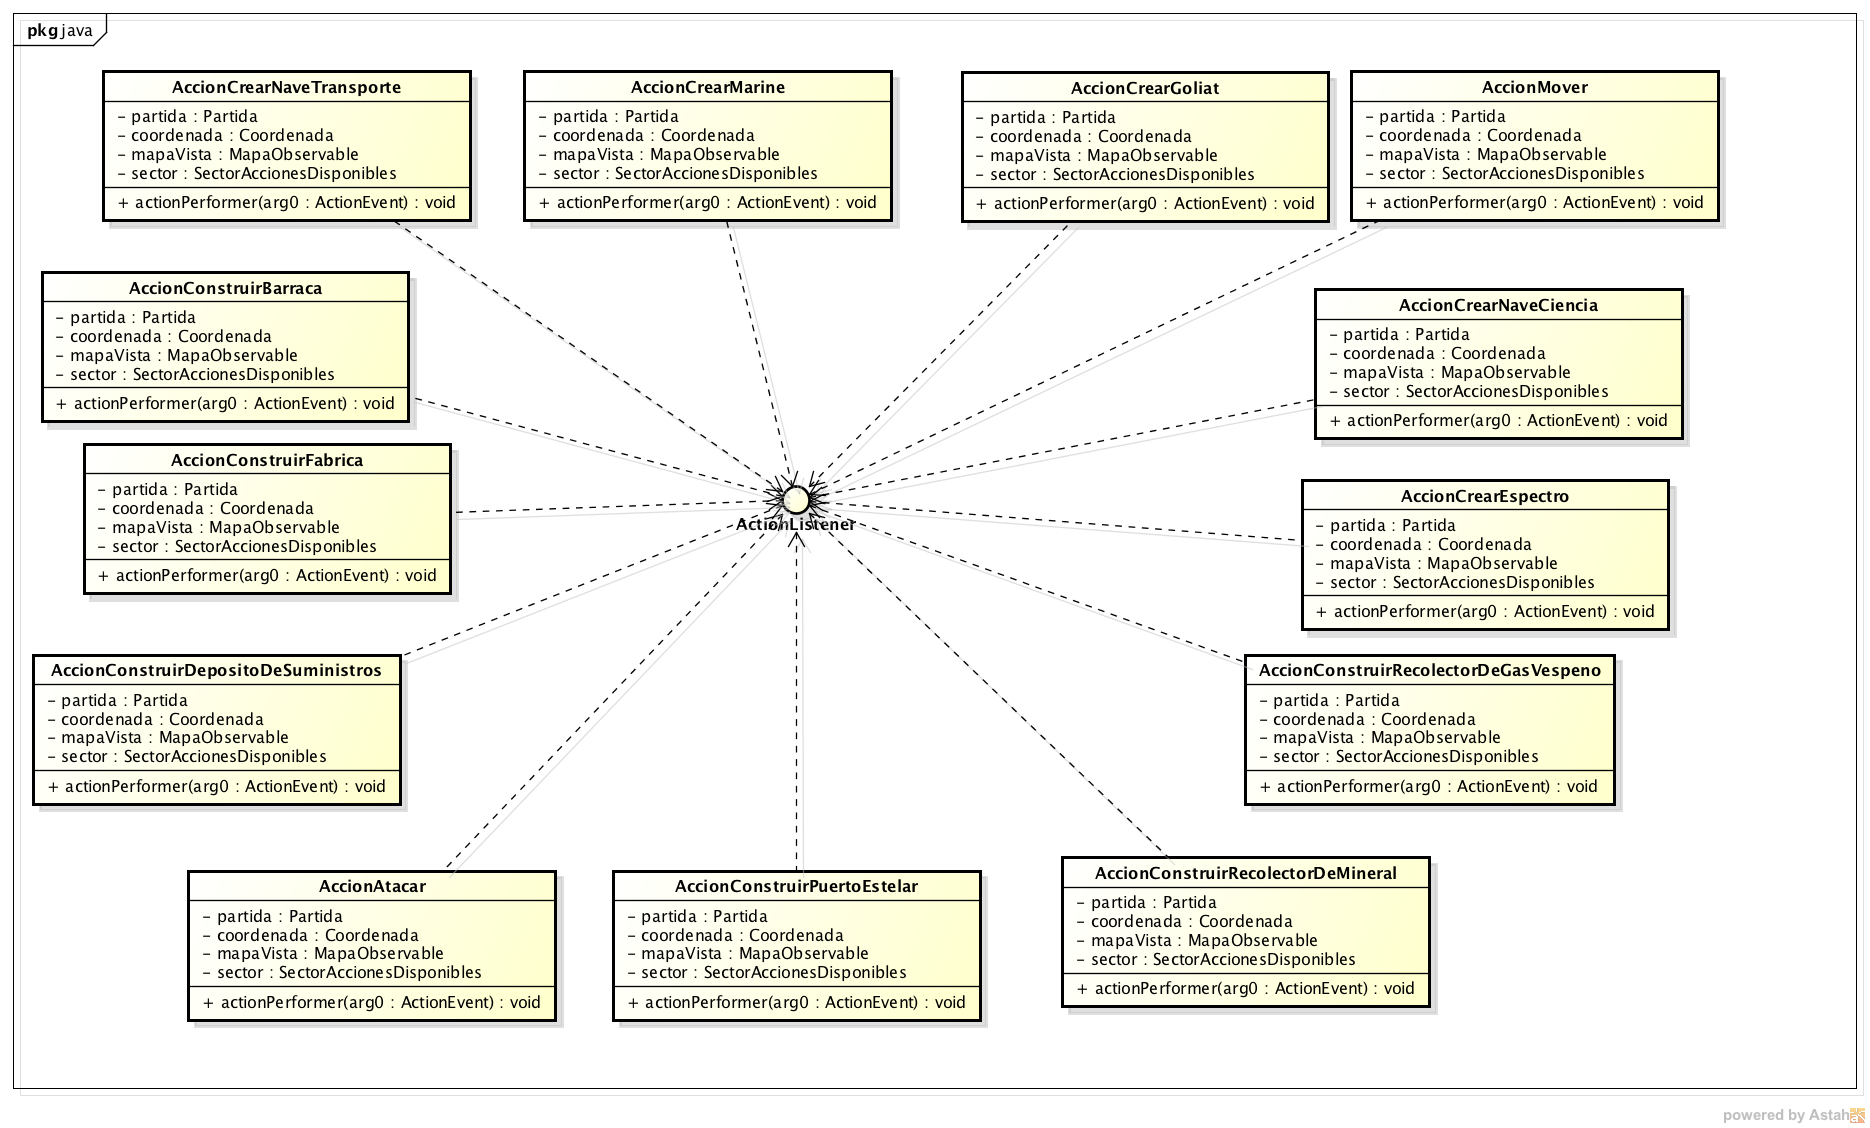 pkg java
AccionCrearNaveTransporte
– partida : Partida
– coordenada : Coordenada
– mapaVista : MapaObservable
– sector : SectorAccionesDisponibles
+ actionPerformer(arg0 : ActionEvent) : void
AccionCrearMarine
– partida : Partida
– coordenada : Coordenada
– mapaVista : MapaObservable
– sector : SectorAccionesDisponibles
+ actionPerformer(arg0 : ActionEvent) : void
AccionCrearGoliat
– partida : Partida
– coordenada : Coordenada
– mapaVista : MapaObservable
– sector : SectorAccionesDisponibles
+ actionPerformer(arg0 : ActionEvent) : void
AccionMover
– partida : Partida
– coordenada : Coordenada
– mapaVista : MapaObservable
– sector : SectorAccionesDisponibles
+ actionPerformer(arg0 : ActionEvent) : void
AccionConstruirBarraca
– partida : Partida
– coordenada : Coordenada
– mapaVista : MapaObservable
– sector : SectorAccionesDisponibles
+ actionPerformer(arg0 : ActionEvent) : void
AccionCrearNaveCiencia
– partida : Partida
– coordenada : Coordenada
– mapaVista : MapaObservable
– sector : SectorAccionesDisponibles
+ actionPerformer(arg0 : ActionEvent) : void
AccionConstruirFabrica
– partida : Partida
– coordenada : Coordenada
– mapaVista : MapaObservable
– sector : SectorAccionesDisponibles
+ actionPerformer(arg0 : ActionEvent) : void
ActionListener
AccionCrearEspectro
– partida : Partida
– coordenada : Coordenada
– mapaVista : MapaObservable
– sector : SectorAccionesDisponibles
+ actionPerformer(arg0 : ActionEvent) : void
AccionConstruirDepositoDeSuministros
– partida : Partida
– coordenada : Coordenada
– mapaVista : MapaObservable
– sector : SectorAccionesDisponibles
+ actionPerformer(arg0 : ActionEvent) : void
AccionConstruirRecolectorDeGasVespeno
– partida : Partida
– coordenada : Coordenada
– mapaVista : MapaObservable
– sector : SectorAccionesDisponibles
+ actionPerformer(arg0 : ActionEvent) : void
AccionAtacar
– partida : Partida
– coordenada : Coordenada
– mapaVista : MapaObservable
– sector : SectorAccionesDisponibles
+ actionPerformer(arg0 : ActionEvent) : void
AccionConstruirPuertoEstelar
– partida : Partida
– coordenada : Coordenada
– mapaVista : MapaObservable
– sector : SectorAccionesDisponibles
+ actionPerformer(arg0 : ActionEvent) : void
AccionConstruirRecolectorDeMineral
– partida : Partida
– coordenada : Coordenada
– mapaVista : MapaObservable
– sector : SectorAccionesDisponibles
+ actionPerformer(arg0 : ActionEvent) : void
powered by Astah